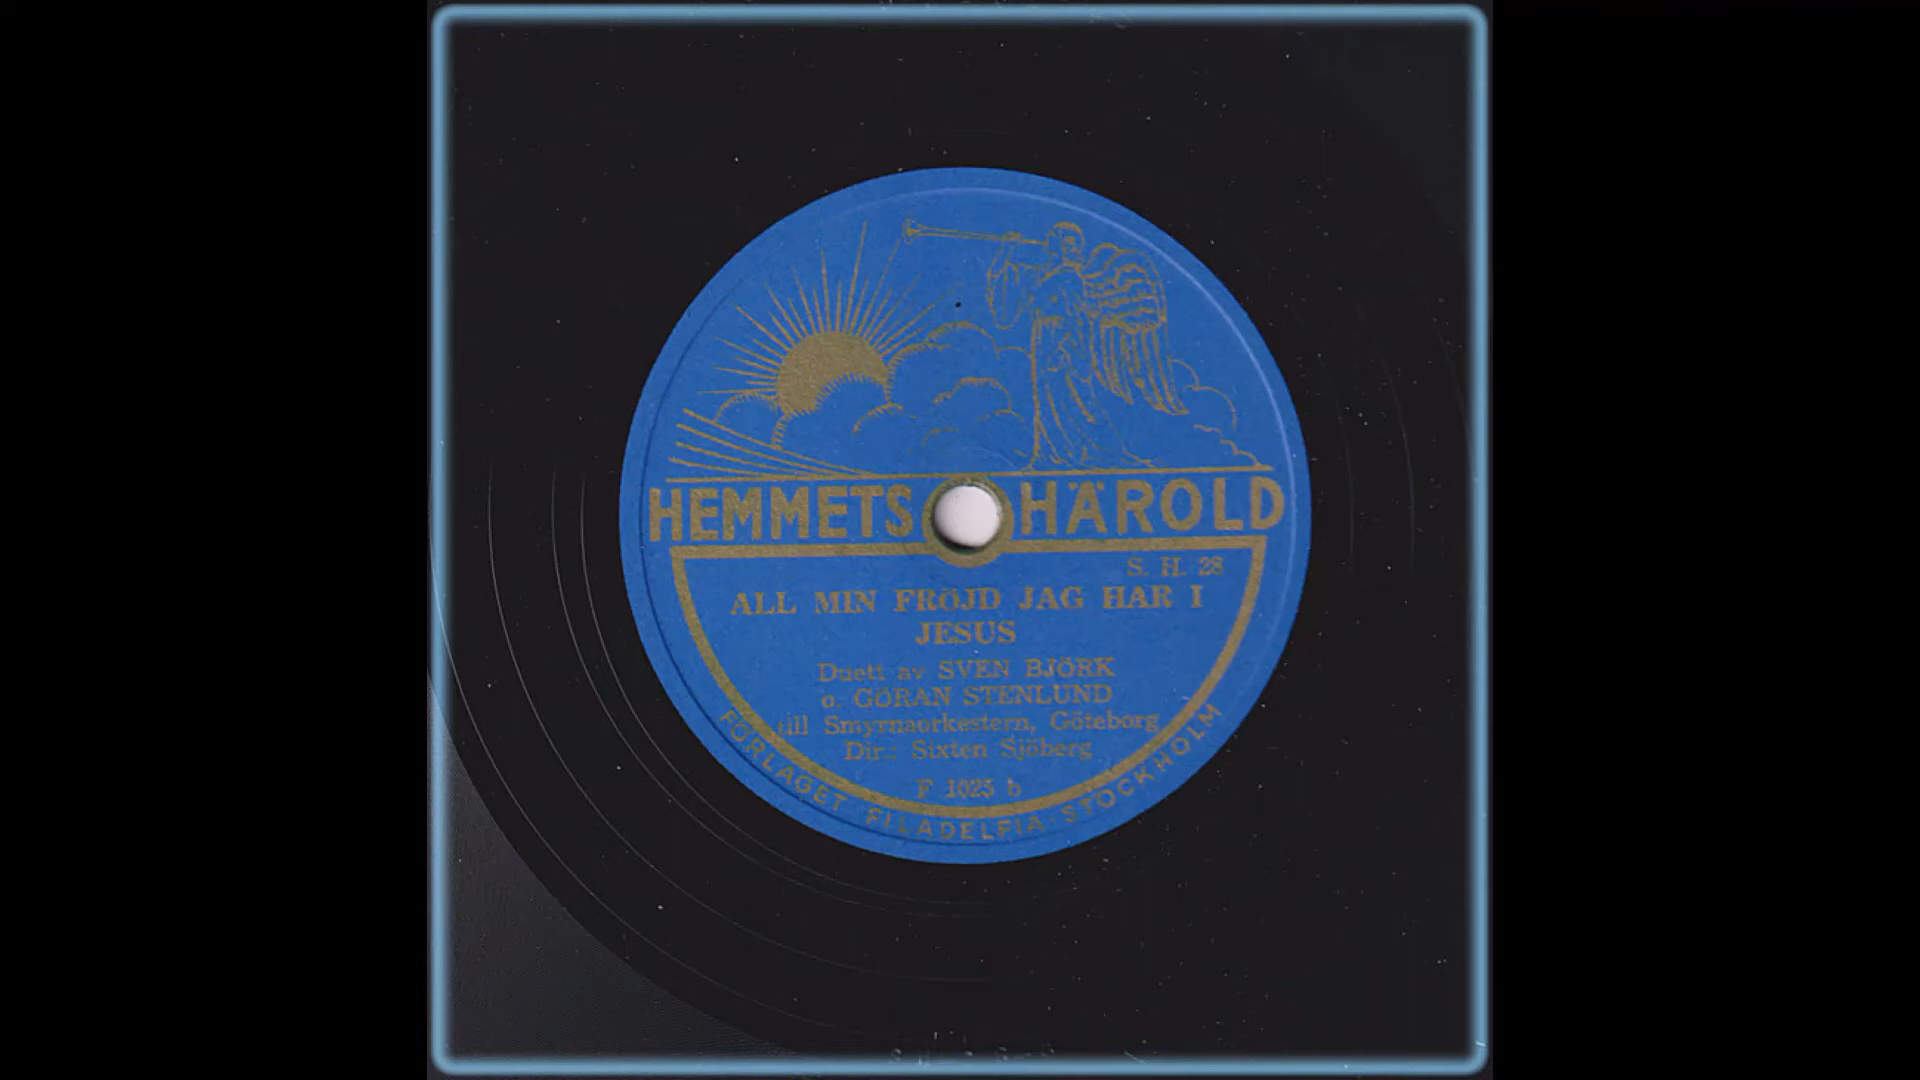 HEMMETS HÄROLD
S. H. 28
ALL MIN FRÖJD JAG HAR I
JESUS
Duett av SVEN BJÖRK
o. GÖRAN STENLUND
till Smyrnaorkestern, Göteborg
Dir.: Sixten Sjöberg
F 1025 b
FÖRLAGET FILADELFIA · STOCKHOLM